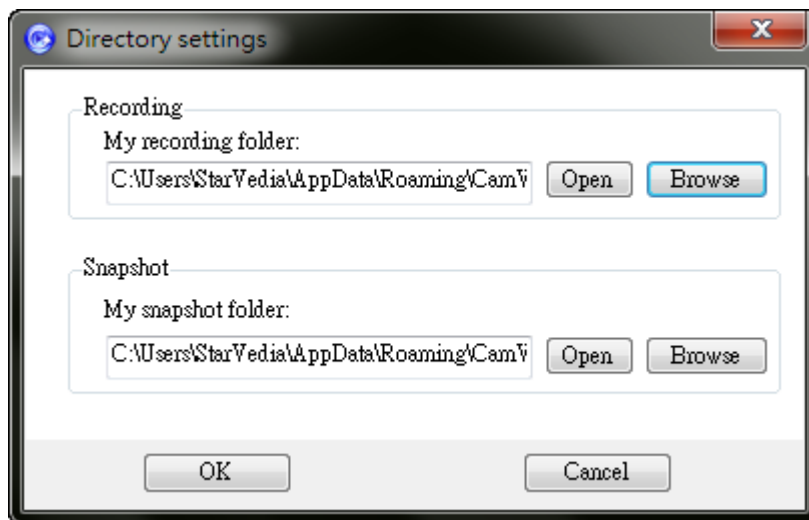 Directory settings
Recording
My recording folder:
C:\Users\StarVedia\AppData\Roaming\CamV
Open
Browse
Snapshot
My snapshot folder:
C:\Users\StarVedia\AppData\Roaming\CamV
Open
Browse
OK
Cancel